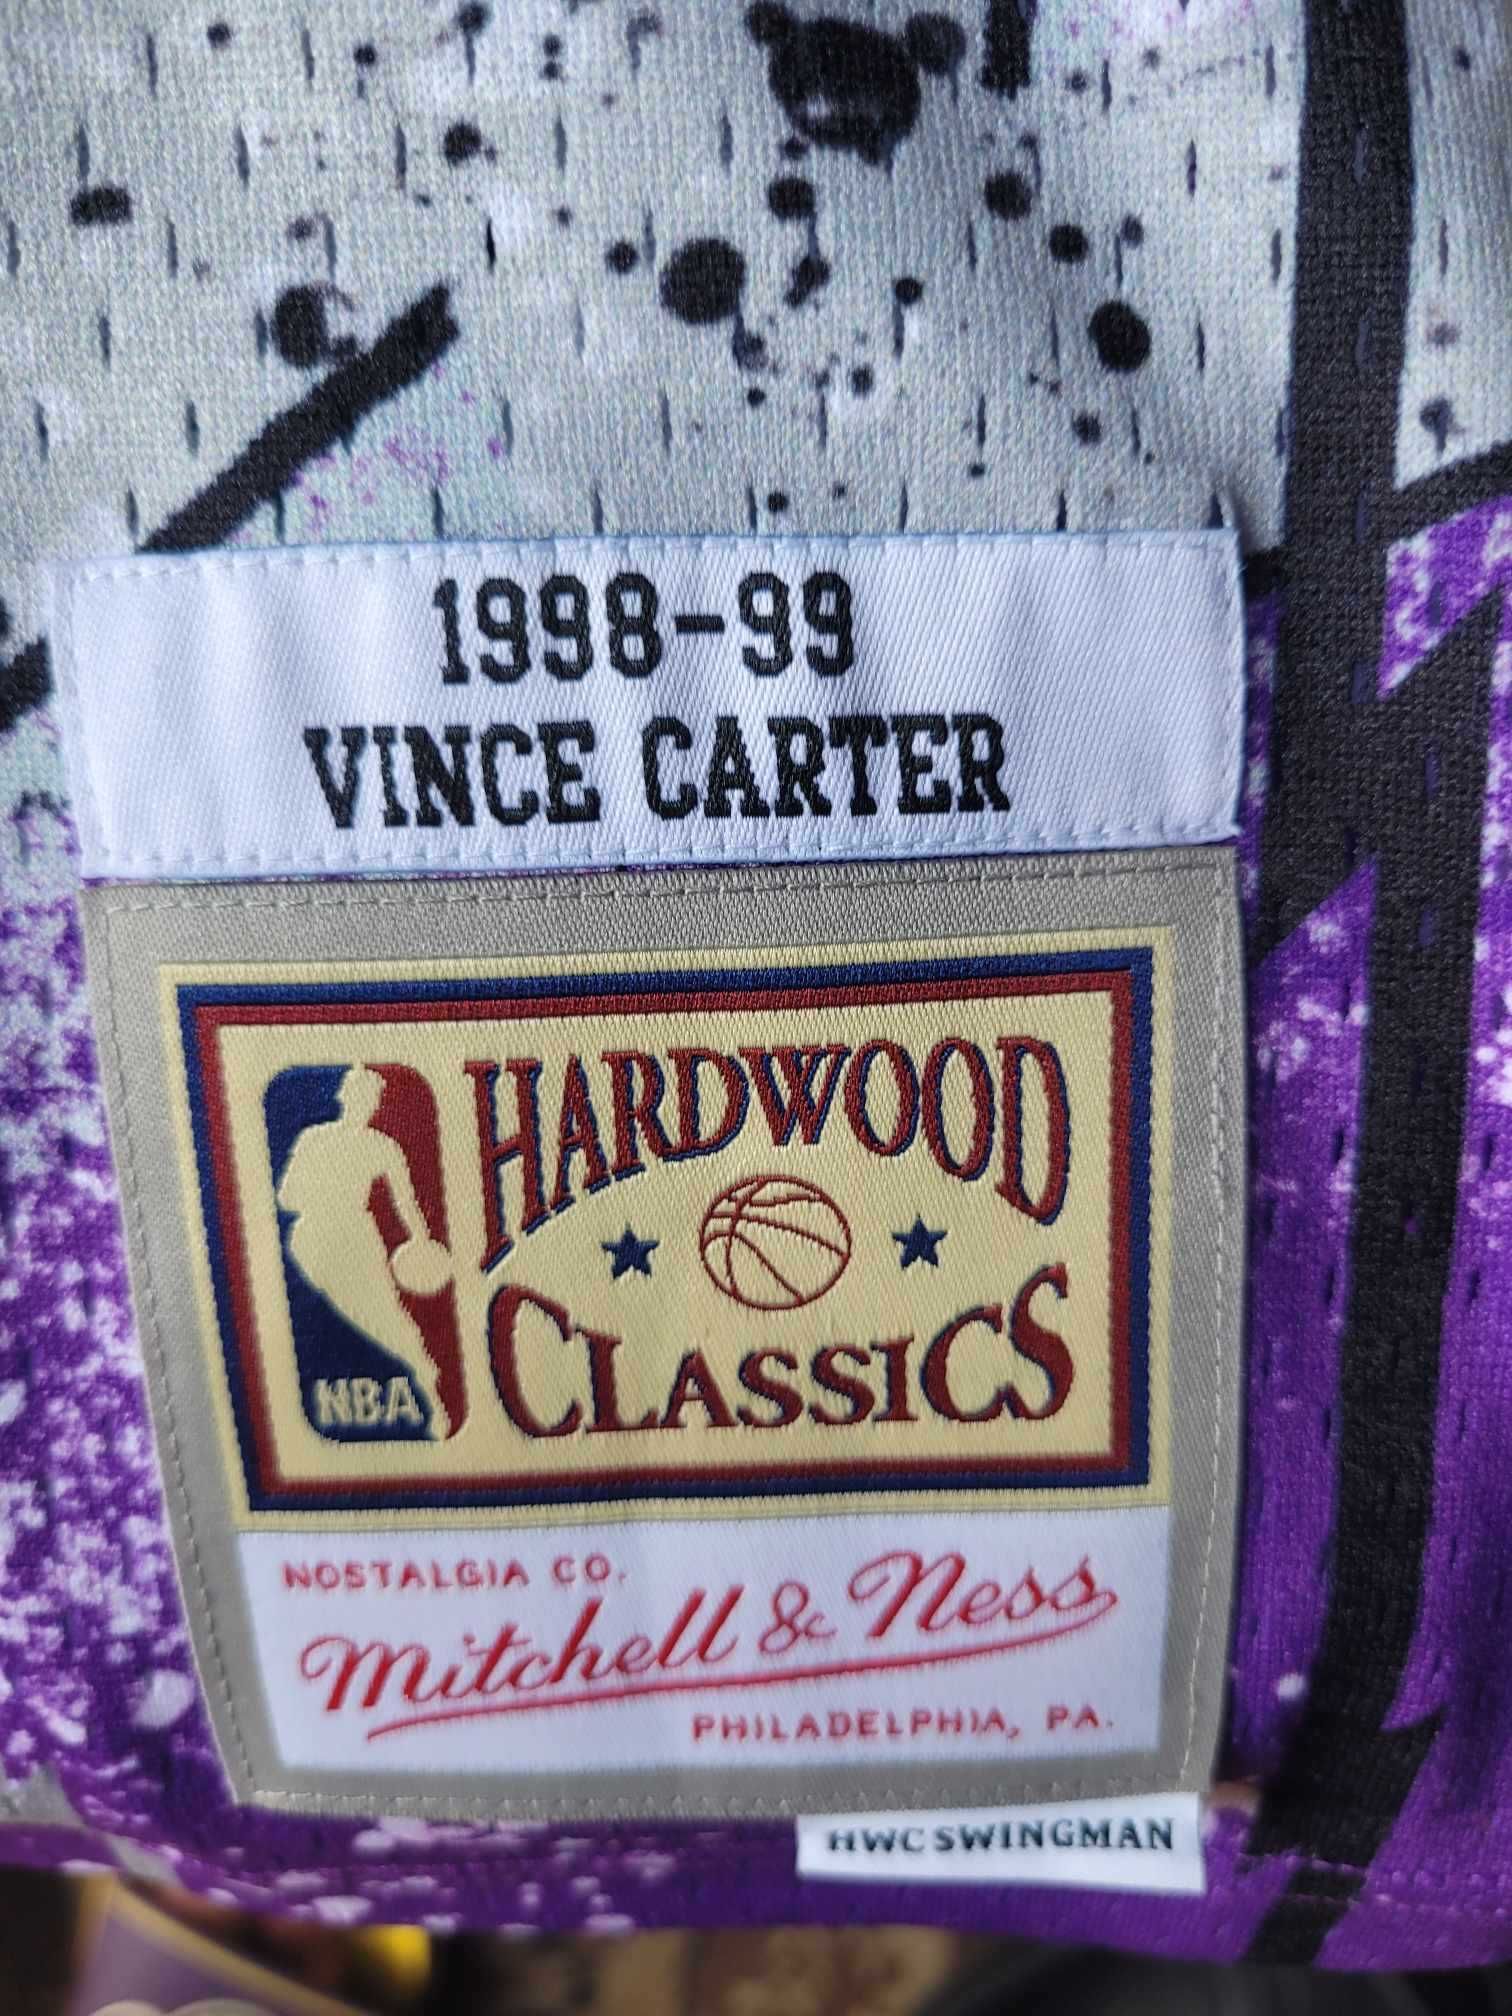 1998-99
VINCE CARTER
HARDWOOD
CLASSICS
NBA
NOSTALGIA CO.
Mitchell & Ness
PHILADELPHIA, PA.
HWC SWINGMAN